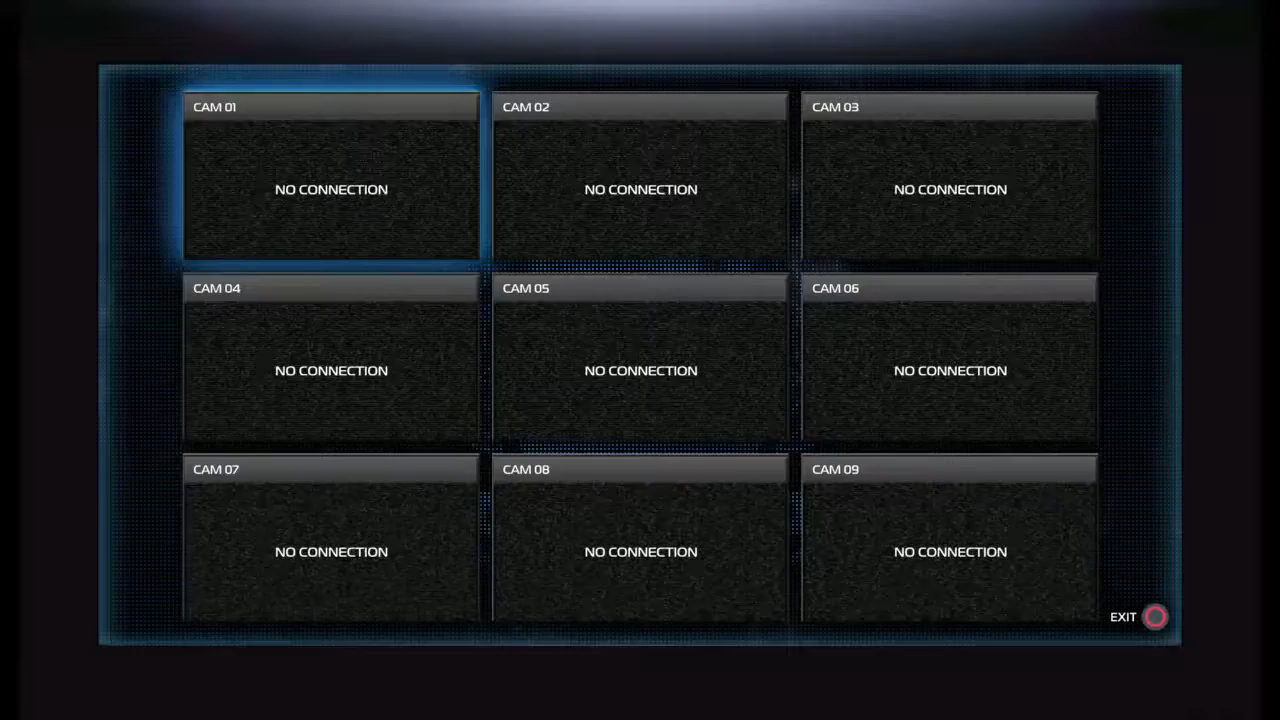 CAM 01
CAM 02
CAM 03
NO CONNECTION
NO CONNECTION
NO CONNECTION
CAM 04
CAM 05
CAM 06
NO CONNECTION
NO CONNECTION
NO CONNECTION
CAM 07
CAM 08
CAM 09
NO CONNECTION
NO CONNECTION
NO CONNECTION
EXIT